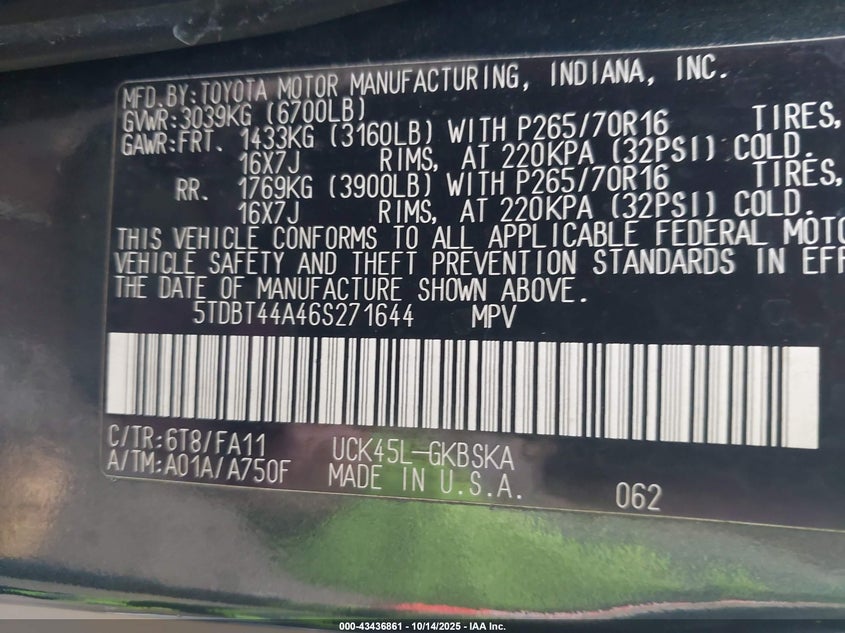 MFD.BY:TOYOTA MOTOR MANUFACTURING, INDIANA, INC.
GVWR:3039KG (6700LB)
GAWR:FRT. 1433KG (3160LB) WITH P265/70R16 TIRES,
16X7J RIMS, AT 220KPA (32PSI) COLD.
RR. 1769KG (3900LB) WITH P265/70R16 TIRES,
16X7J RIMS, AT 220KPA (32PSI) COLD.
THIS VEHICLE CONFORMS TO ALL APPLICABLE FEDERAL MOTO
VEHICLE SAFETY AND THEFT PREVENTION STANDARDS IN EFF
THE DATE OF MANUFACTURE SHOWN ABOVE.
5TDBT44A46S271644 MPV
C/TR:6T8/FA11 UCK45L-GKBSKA
A/TM:A01A/A750F MADE IN U.S.A.
062
000-43436861 - 10/14/2025 - IAA Inc.